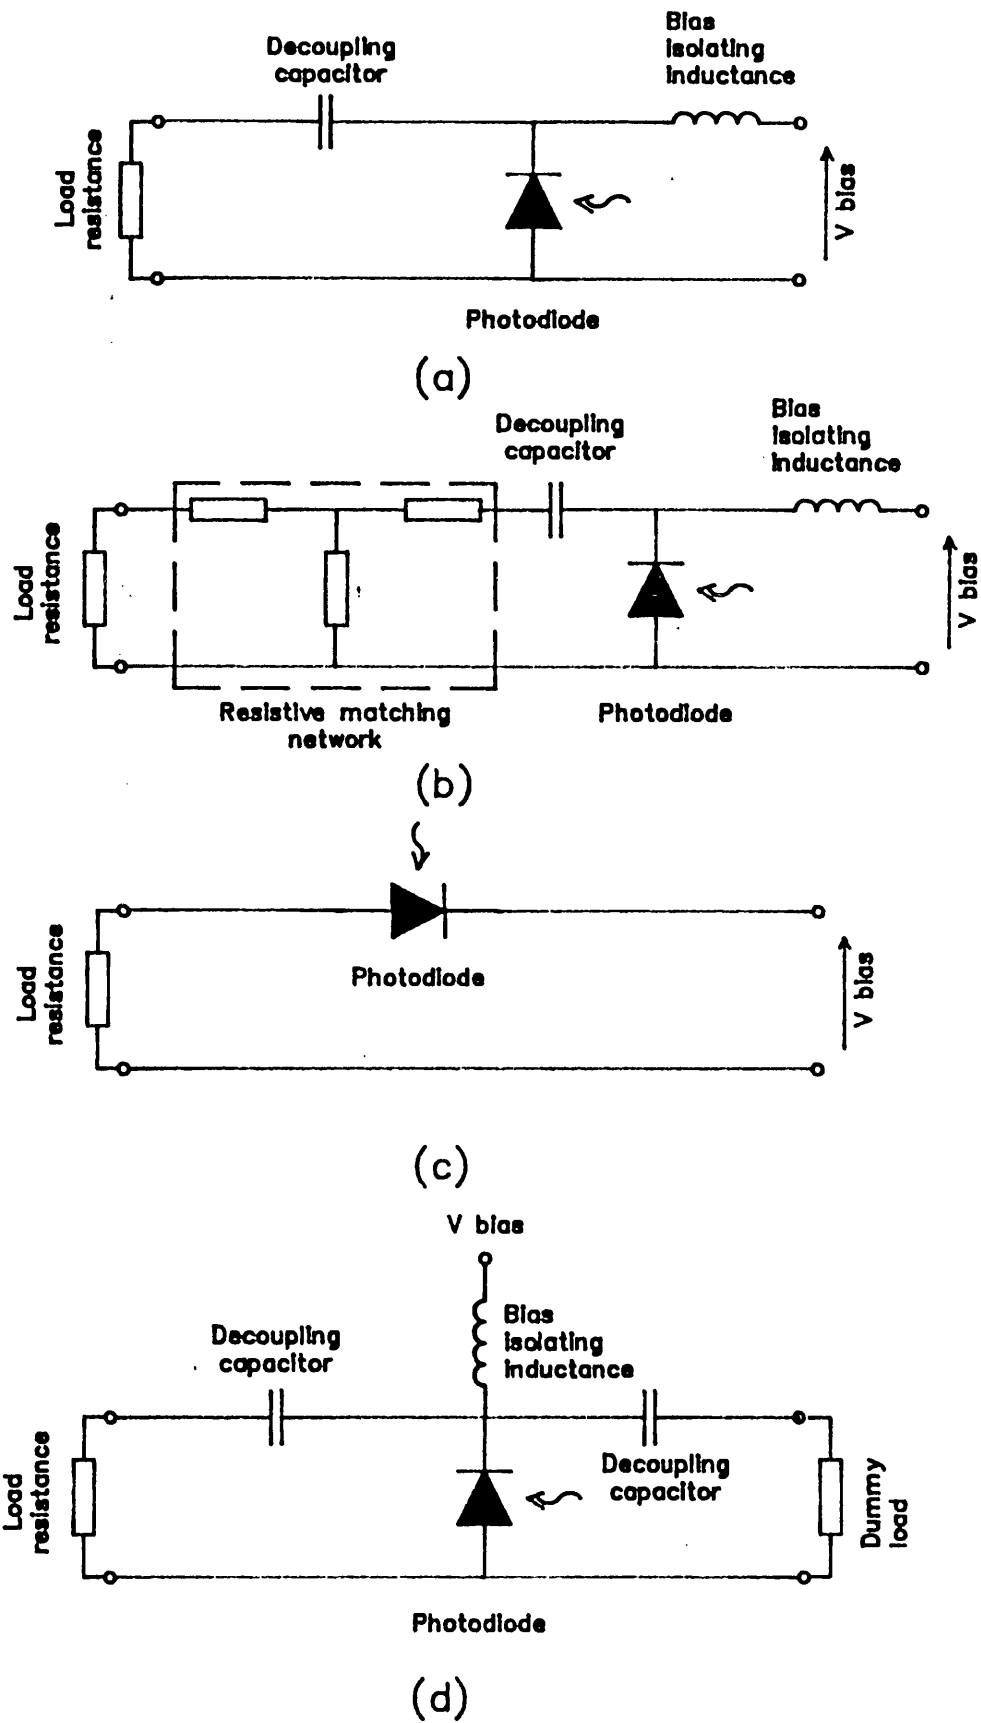 Decoupling
capacitor
Bias
isolating
inductance
Load
resistance
V bias
Photodiode
(a)
Decoupling
capacitor
Bias
isolating
inductance
Load
resistance
V bias
Resistive matching
network
Photodiode
(b)
Load
resistance
Photodiode
V bias
(c)
V bias
Bias
isolating
inductance
Decoupling
capacitor
Load
resistance
Decoupling
capacitor
Dummy
load
Photodiode
(d)